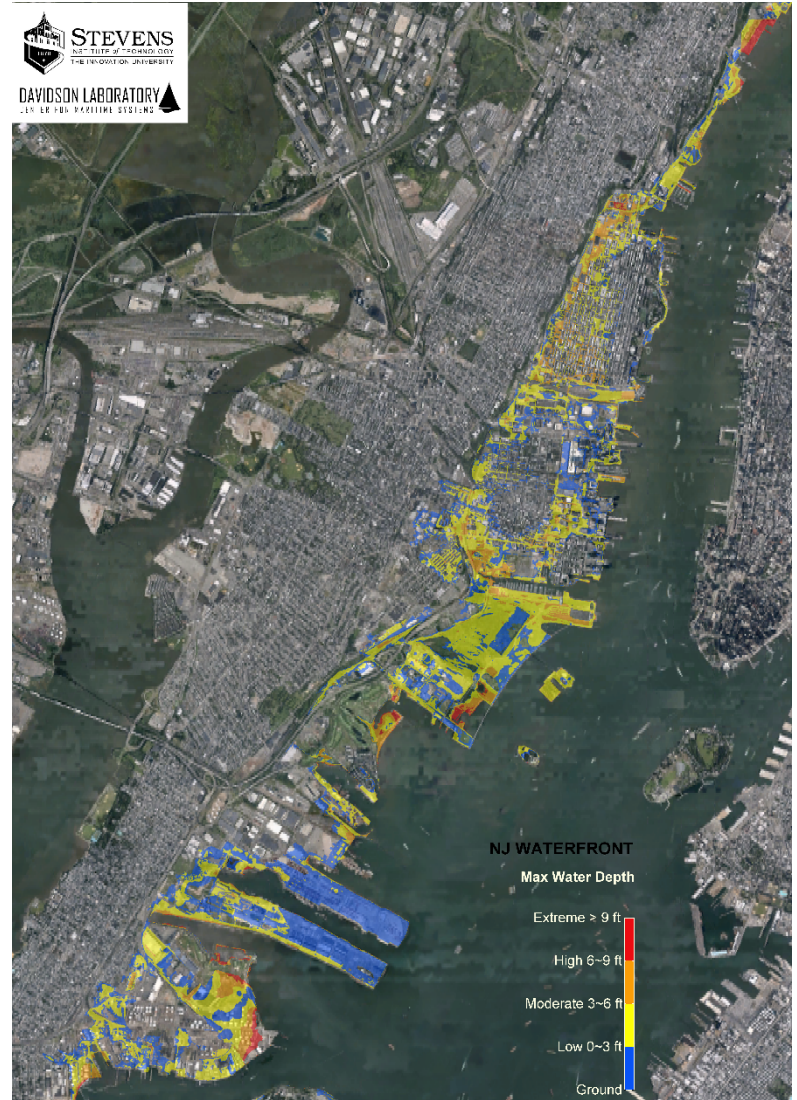 1870
STEVENS
INSTITUTE of TECHNOLOGY
THE INNOVATION UNIVERSITY
DAVIDSON LABORATORY
CENTER FOR MARITIME SYSTEMS
NJ WATERFRONT
Max Water Depth
Extreme > 9 ft
High 6~9 ft
Moderate 3~6 ft
Low 0~3 ft
Ground